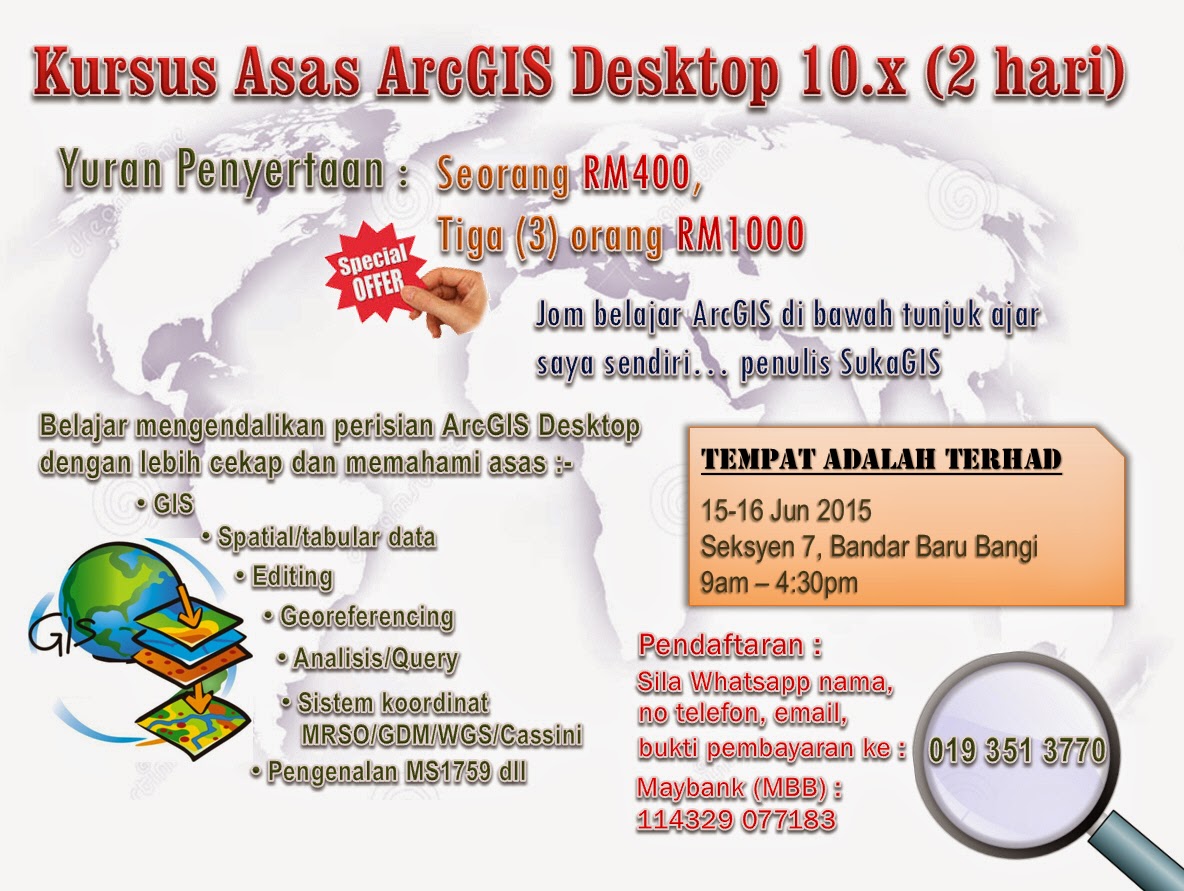 Kursus Asas ArcGIS Desktop 10.x (2 hari)
Yuran Penyertaan :
Seorang RM400,
Tiga (3) orang RM1000
Special
OFFER
Jom belajar ArcGIS di bawah tunjuk ajar
saya sendiri... penulis SukaGIS
Belajar mengendalikan perisian ArcGIS Desktop
dengan lebih cekap dan memahami asas :-
• GIS
• Spatial/tabular data
• Editing
• Georeferencing
• Analisis/Query
• Sistem koordinat
MRSO/GDM/WGS/Cassini
• Pengenalan MS1759 dll
GIS
TEMPAT ADALAH TERHAD
15-16 Jun 2015
Seksyen 7, Bandar Baru Bangi
9am – 4:30pm
Pendaftaran :
Sila Whatsapp nama,
no telefon, email,
bukti pembayaran ke :
019 351 3770
Maybank (MBB) :
114329 077183